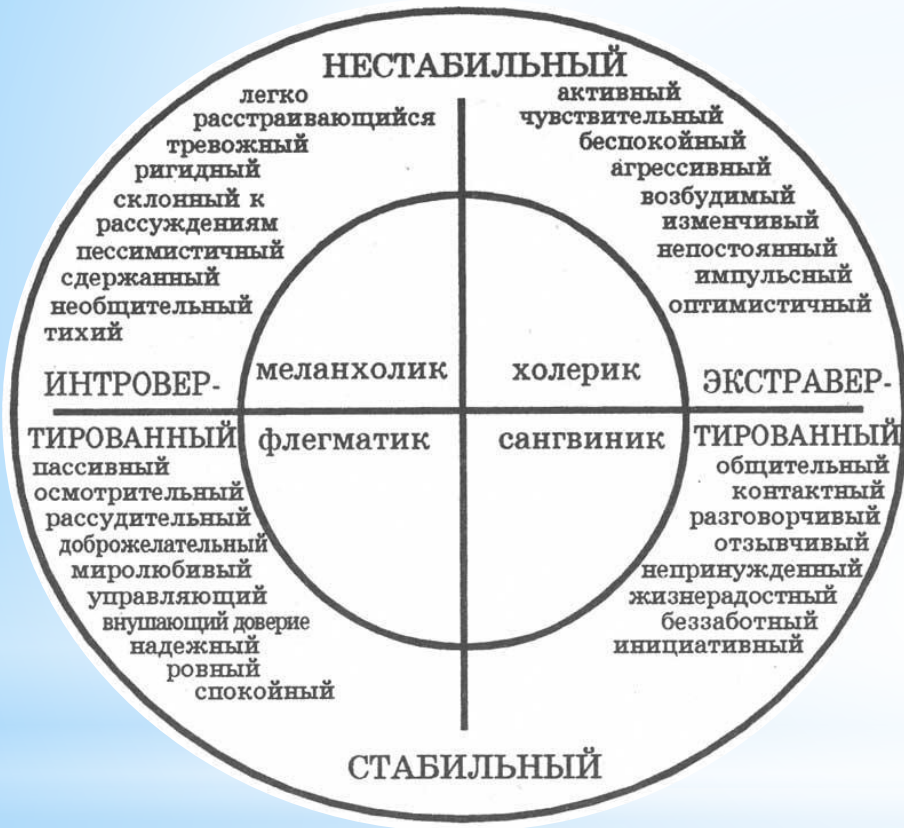 НЕСТАБИЛЬНЫЙ
легко
расстраивающийся
тревожный
ригидный
склонный к
рассуждениям
пессимистичный
сдержанный
необщительный
тихий
активный
чувствительный
беспокойный
агрессивный
возбудимый
изменчивый
непостоянный
импульсный
оптимистичный
ИНТРОВЕР-
ТИРОВАННЫЙ
меланхолик
холерик
ЭКСТРАВЕР-
ТИРОВАННЫЙ
флегматик
сангвиник
пассивный
осмотрительный
рассудительный
доброжелательный
миролюбивый
управляющий
внушающий доверие
надежный
ровный
спокойный
общительный
контактный
разговорчивый
отзывчивый
непринужденный
жизнерадостный
беззаботный
инициативный
СТАБИЛЬНЫЙ